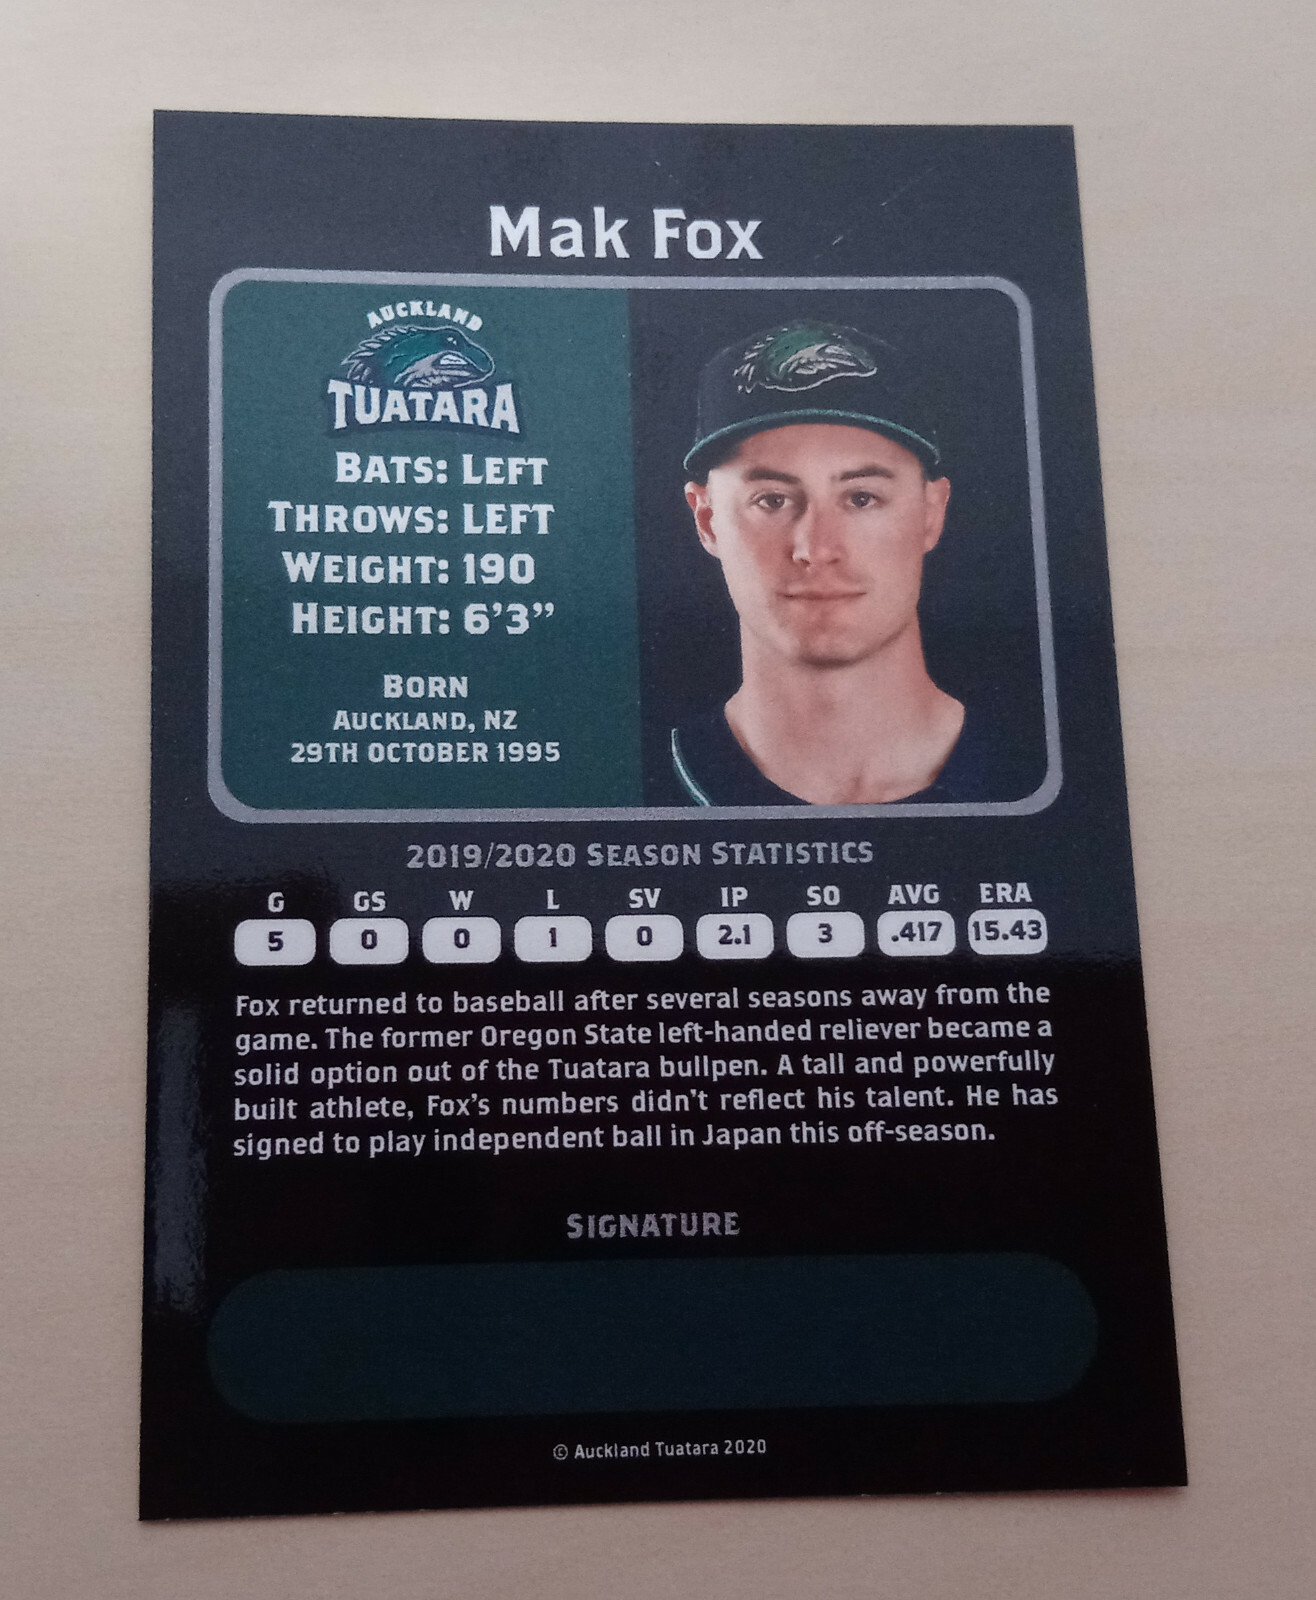 Mak Fox
AUCKLAND
TUATARA
BATS: LEFT
THROWS: LEFT
WEIGHT: 190
HEIGHT: 6'3”
BORN
AUCKLAND, NZ
29TH OCTOBER 1995
2019/2020 SEASON STATISTICS
G GS W L SV IP SO AVG ERA
5 0 0 1 0 2.1 3 .417 15.43
Fox returned to baseball after several seasons away from the
game. The former Oregon State left-handed reliever became a
solid option out of the Tuatara bullpen. A tall and powerfully
built athlete, Fox's numbers didn't reflect his talent. He has
signed to play independent ball in Japan this off-season.
SIGNATURE
© Auckland Tuatara 2020